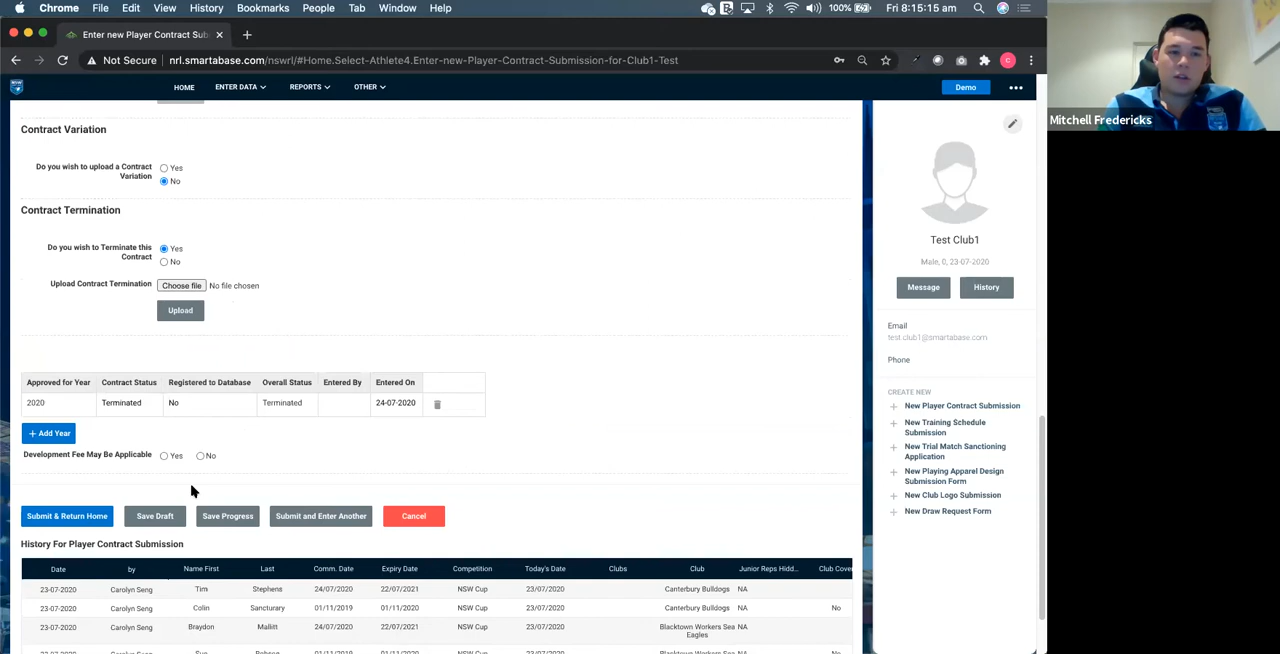 Chrome File Edit View History Bookmarks People Tab Window Help
100% Fri 8:15:15 am
Enter new Player Contract Sub
Not Secure nrl.smartabase.com/nswrl/#Home.Select-Athlete4.Enter-new-Player-Contract-Submission-for-Club1-Test
HOME ENTER DATA REPORTS OTHER Demo
Mitchell Fredericks
Contract Variation
Do you wish to upload a Contract Variation
Yes
No
Contract Termination
Do you wish to Terminate this Contract
Yes
No
Upload Contract Termination Choose file No file chosen
Upload
Approved for Year Contract Status Registered to Database Overall Status Entered By Entered On
2020 Terminated No Terminated 24-07-2020
+ Add Year
Development Fee May Be Applicable Yes No
Submit & Return Home Save Draft Save Progress Submit and Enter Another Cancel
History For Player Contract Submission
Date by Name First Last Comm. Date Expiry Date Competition Today's Date Clubs Club Junior Reps Hidd... Club Cove
23-07-2020 Carolyn Seng Tim Stephens 24/07/2020 22/07/2021 NSW Cup 23/07/2020 Canterbury Bulldogs NA
23-07-2020 Carolyn Seng Colin Sancturary 01/11/2019 01/11/2020 NSW Cup 23/07/2020 Canterbury Bulldogs NA No
23-07-2020 Carolyn Seng Braydon Mallitt 24/07/2020 22/07/2021 NSW Cup 23/07/2020 Blacktown Workers Sea Eagles NA
Test Club1
Male, 0, 23-07-2020
Message History
Email
test.club1@smartabase.com
Phone
CREATE NEW
+ New Player Contract Submission
+ New Training Schedule
Submission
+ New Trial Match Sanctioning
Application
+ New Playing Apparel Design
Submission Form
+ New Club Logo Submission
+ New Draw Request Form